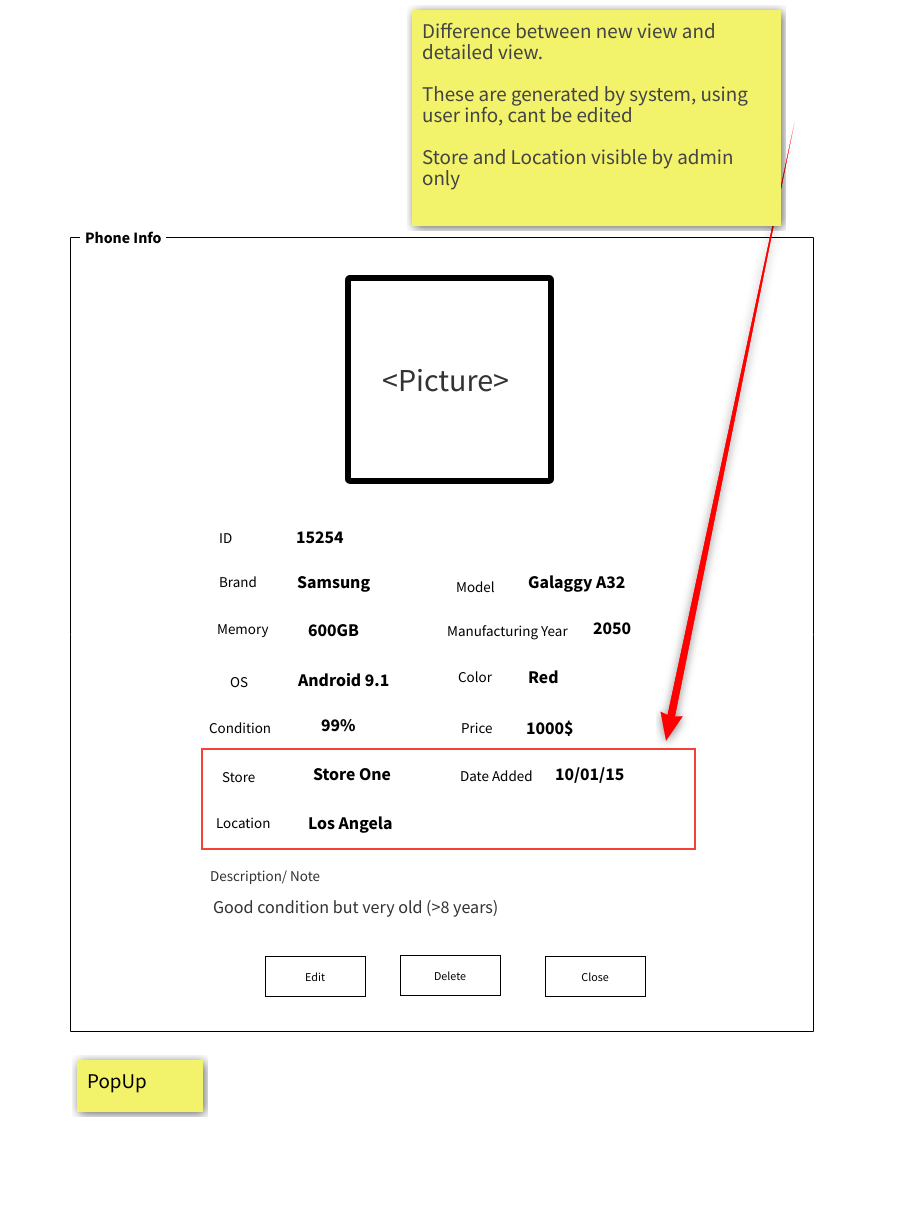 Difference between new view and
detailed view.
These are generated by system, using
user info, cant be edited
Store and Location visible by admin
only
Phone Info
<Picture>
ID 15254
Brand Samsung Model Galaggy A32
Memory 600GB Manufacturing Year 2050
OS Android 9.1 Color Red
Condition 99% Price 1000$
Store Store One Date Added 10/01/15
Location Los Angela
Description/ Note
Good condition but very old (>8 years)
Edit Delete Close
PopUp